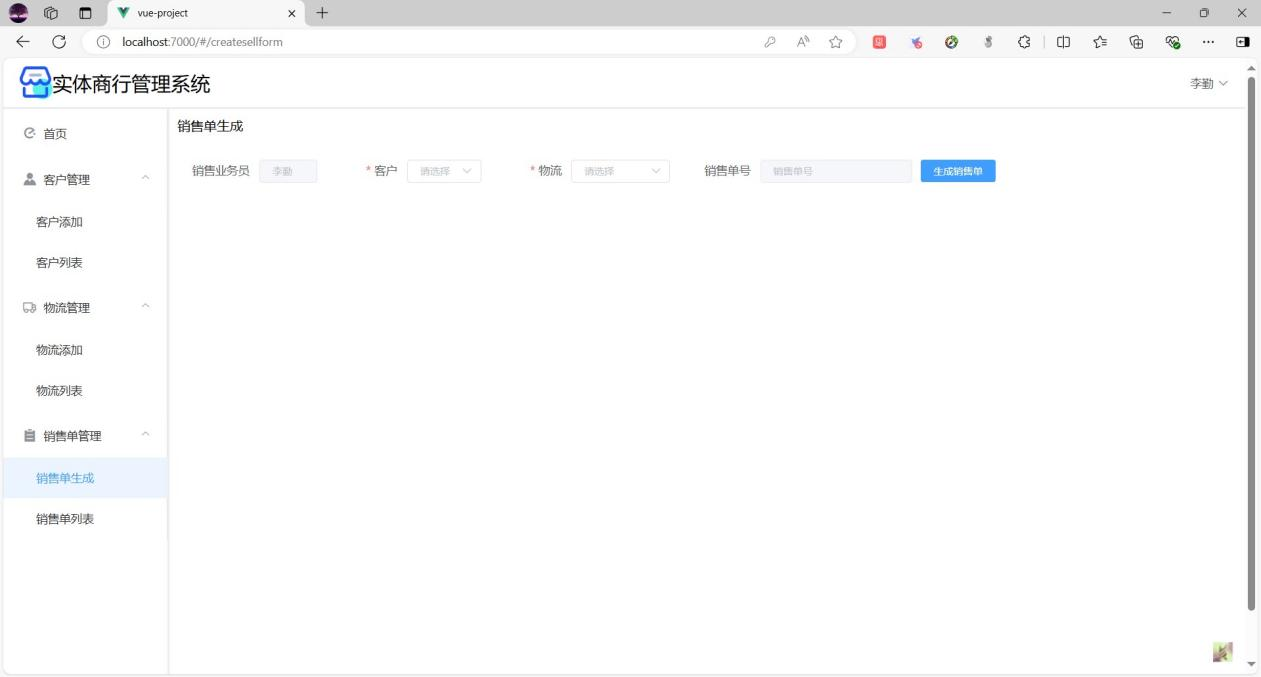 vue-project
localhost:7000/#/createsellform
实体商行管理系统
李勤
首页
客户管理
客户添加
客户列表
物流管理
物流添加
物流列表
销售单管理
销售单生成
销售单列表
销售单生成
销售业务员 李勤 * 客户 请选择 * 物流 请选择 销售单号 销售单号 生成销售单